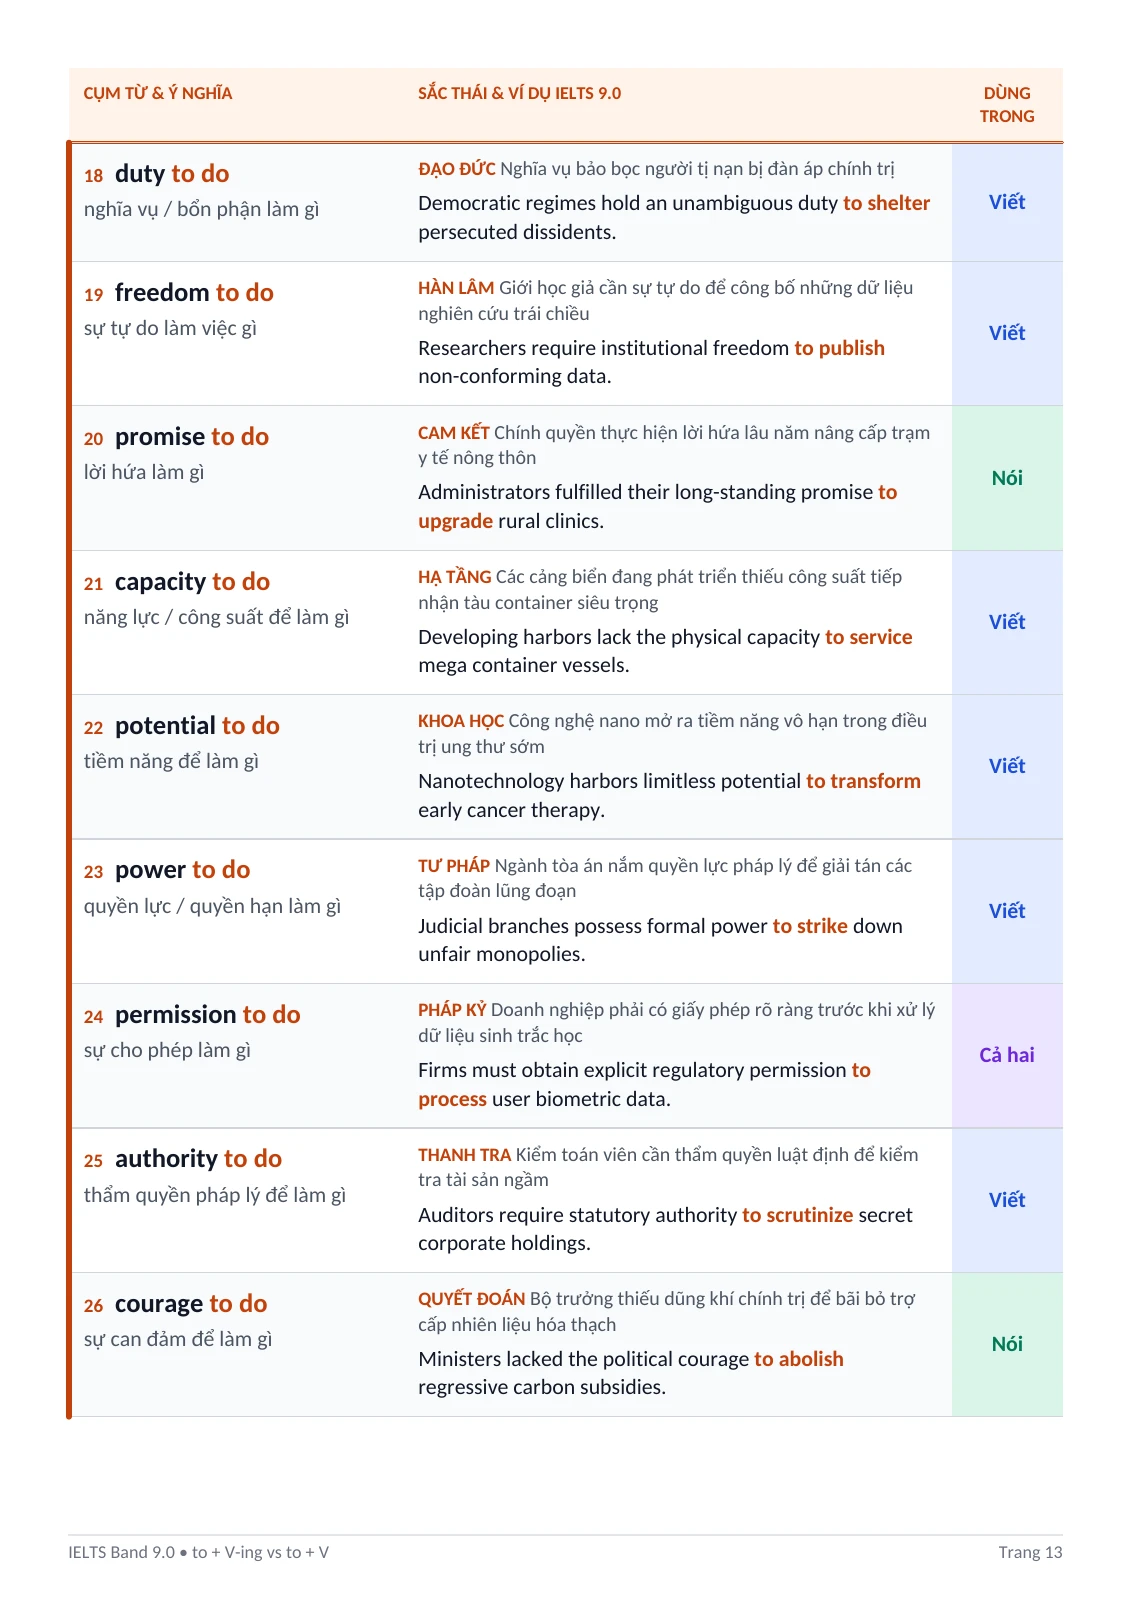 CỤM TỪ & Ý NGHĨA
SẮC THÁI & VÍ DỤ IELTS 9.0
DÙNG
TRONG
18 duty to do
nghĩa vụ / bổn phận làm gì
ĐẠO ĐỨC Nghĩa vụ bảo bọc người tị nạn bị đàn áp chính trị
Democratic regimes hold an unambiguous duty to shelter
persecuted dissidents.
Viết
19 freedom to do
sự tự do làm việc gì
HÀN LÂM Giới học giả cần sự tự do để công bố những dữ liệu
nghiên cứu trái chiều
Researchers require institutional freedom to publish
non-conforming data.
Viết
20 promise to do
lời hứa làm gì
CAM KẾT Chính quyền thực hiện lời hứa lâu năm nâng cấp trạm
y tế nông thôn
Administrators fulfilled their long-standing promise to
upgrade rural clinics.
Nói
21 capacity to do
năng lực / công suất để làm gì
HẠ TẦNG Các cảng biển đang phát triển thiếu công suất tiếp
nhận tàu container siêu trọng
Developing harbors lack the physical capacity to service
mega container vessels.
Viết
22 potential to do
tiềm năng để làm gì
KHOA HỌC Công nghệ nano mở ra tiềm năng vô hạn trong điều
trị ung thư sớm
Nanotechnology harbors limitless potential to transform
early cancer therapy.
Viết
23 power to do
quyền lực / quyền hạn làm gì
TƯ PHÁP Ngành tòa án nắm quyền lực pháp lý để giải tán các
tập đoàn lũng đoạn
Judicial branches possess formal power to strike down
unfair monopolies.
Viết
24 permission to do
sự cho phép làm gì
PHÁP KỶ Doanh nghiệp phải có giấy phép rõ ràng trước khi xử lý
dữ liệu sinh trắc học
Firms must obtain explicit regulatory permission to
process user biometric data.
Cả hai
25 authority to do
thẩm quyền pháp lý để làm gì
THANH TRA Kiểm toán viên cần thẩm quyền luật định để kiểm
tra tài sản ngầm
Auditors require statutory authority to scrutinize secret
corporate holdings.
Viết
26 courage to do
sự can đảm để làm gì
QUYẾT ĐOÁN Bộ trưởng thiếu dũng khí chính trị để bãi bỏ trợ
cấp nhiên liệu hóa thạch
Ministers lacked the political courage to abolish
regressive carbon subsidies.
Nói
IELTS Band 9.0 • to + V-ing vs to + V
Trang 13